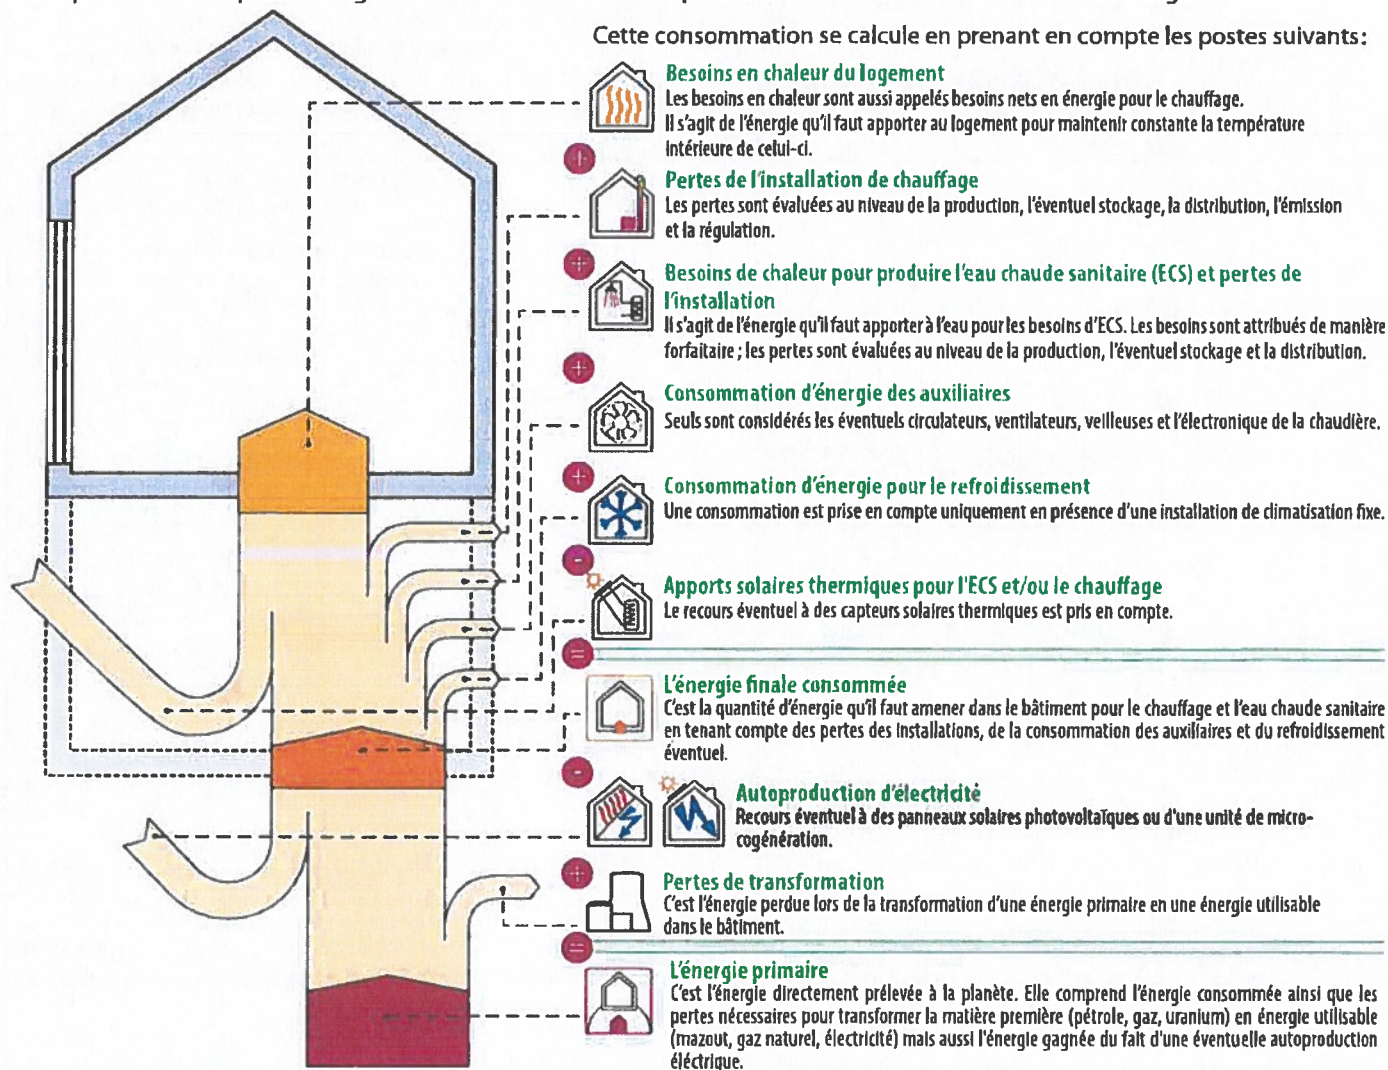 Cette consommation se calcule en prenant en compte les postes suivants:
Besoins en chaleur du logement
Les besoins en chaleur sont aussi appelés besoins nets en énergie pour le chauffage.
Il s'agit de l'énergie qu'il faut apporter au logement pour maintenir constante la température
intérieure de celui-ci.
+
Pertes de l'installation de chauffage
Les pertes sont évaluées au niveau de la production, l'éventuel stockage, la distribution, l'émission
et la régulation.
+
Besoins de chaleur pour produire l'eau chaude sanitaire (ECS) et pertes de
l'installation
Il s'agit de l'énergie qu'il faut apporter à l'eau pour les besoins d'ECS. Les besoins sont attribués de manière
forfaitaire ; les pertes sont évaluées au niveau de la production, l'éventuel stockage et la distribution.
+
Consommation d'énergie des auxiliaires
Seuls sont considérés les éventuels circulateurs, ventilateurs, veilleuses et l'électronique de la chaudière.
+
Consommation d'énergie pour le refroidissement
Une consommation est prise en compte uniquement en présence d'une installation de climatisation fixe.
-
Apports solaires thermiques pour l'ECS et/ou le chauffage
Le recours éventuel à des capteurs solaires thermiques est pris en compte.
=
L'énergie finale consommée
C'est la quantité d'énergie qu'il faut amener dans le bâtiment pour le chauffage et l'eau chaude sanitaire
en tenant compte des pertes des installations, de la consommation des auxiliaires et du refroidissement
éventuel.
-
Autoproduction d'électricité
Recours éventuel à des panneaux solaires photovoltaïques ou d'une unité de micro-
cogénération.
+
Pertes de transformation
C'est l'énergie perdue lors de la transformation d'une énergie primaire en une énergie utilisable
dans le bâtiment.
=
L'énergie primaire
C'est l'énergie directement prélevée à la planète. Elle comprend l'énergie consommée ainsi que les
pertes nécessaires pour transformer la matière première (pétrole, gaz, uranium) en énergie utilisable
(mazout, gaz naturel, électricité) mais aussi l'énergie gagnée du fait d'une éventuelle autoproduction
éléctrique.